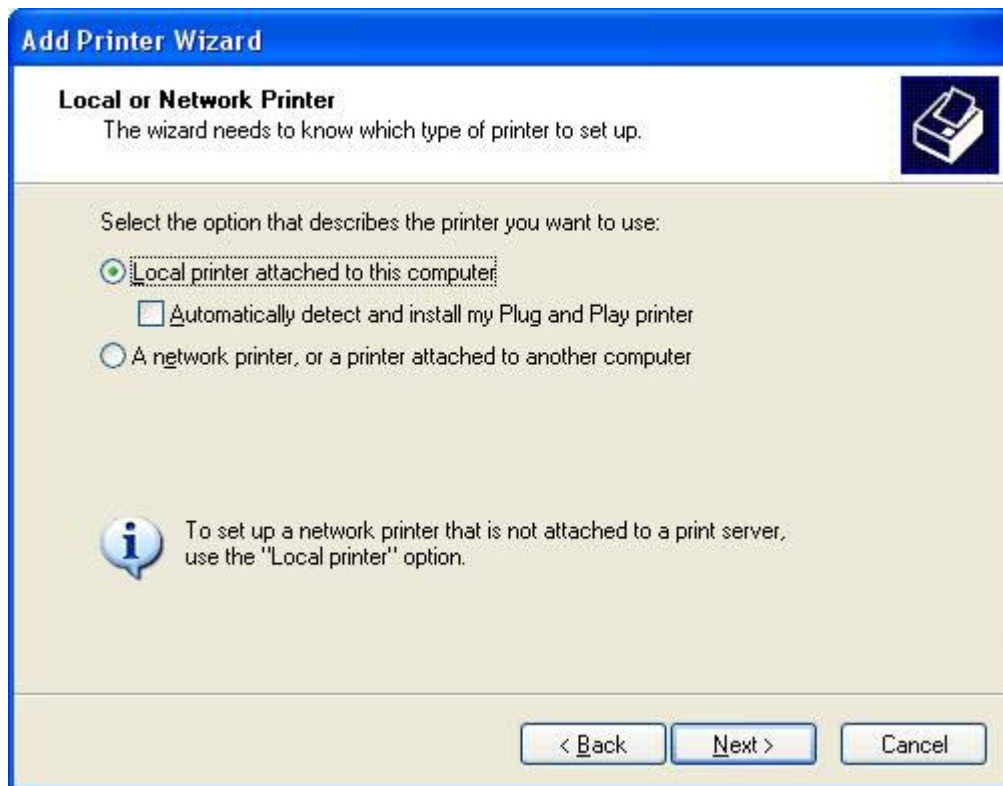 Add Printer Wizard
Local or Network Printer
The wizard needs to know which type of printer to set up.
Select the option that describes the printer you want to use:
Local printer attached to this computer
Automatically detect and install my Plug and Play printer
A network printer, or a printer attached to another computer
To set up a network printer that is not attached to a print server,
use the "Local printer" option.
< Back Next > Cancel